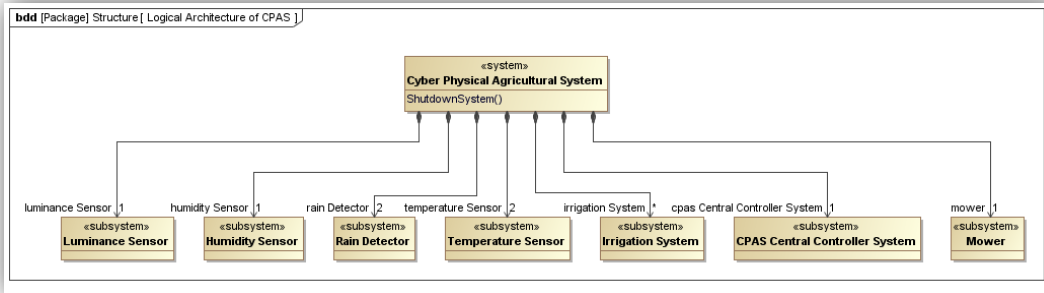 bdd [Package] Structure [ Logical Architecture of CPAS ]
«system»
Cyber Physical Agricultural System
ShutdownSystem()
luminance Sensor 1
humidity Sensor 1
rain Detector 2
temperature Sensor 2
irrigation System *
cpas Central Controller System 1
mower 1
«subsystem»
Luminance Sensor
«subsystem»
Humidity Sensor
«subsystem»
Rain Detector
«subsystem»
Temperature Sensor
«subsystem»
Irrigation System
«subsystem»
CPAS Central Controller System
«subsystem»
Mower